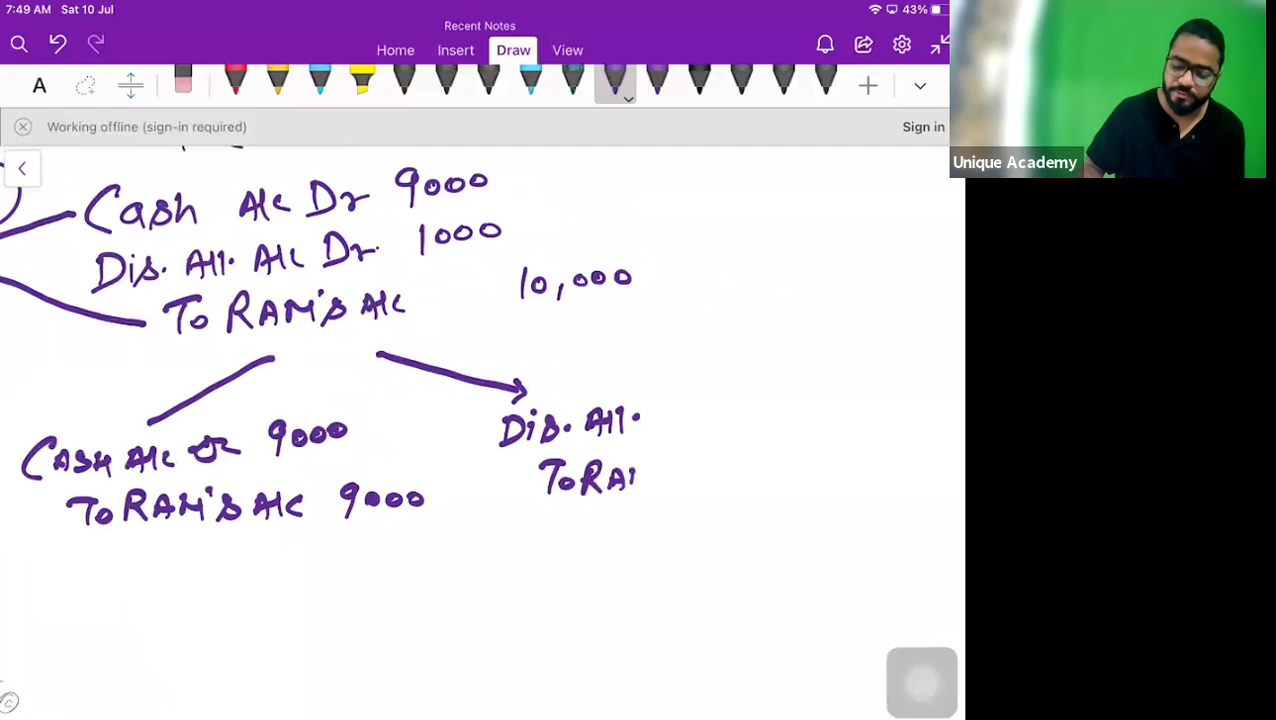 7:49 AM Sat 10 Jul
43%
Recent Notes
Home Insert Draw View
A
Working offline (sign-in required)
Sign in
Unique Academy
Cash A/c Dr 9000
Dis. All. A/c Dr. 1000
To RAM's A/c 10,000
CASH A/c Dr 9000
To RAM's A/c 9000
Dis. All.
To RA